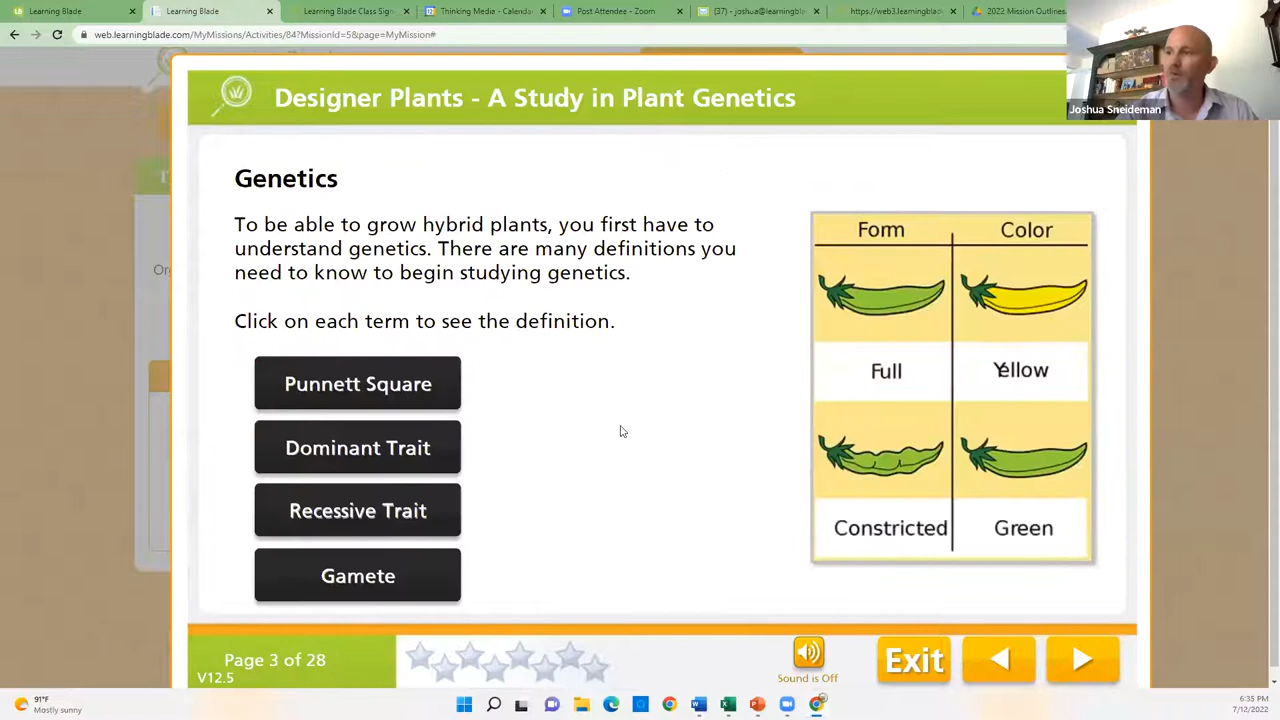 Learning Blade
Learning Blade
Learning Blade Class Sign-
Thinking Media - Calendar
Post Attendee - Zoom
(37) - joshua@learningbla
https://web3.learningblad
2022 Mission Outlines
web.learningblade.com/MyMissions/Activities/84?MissionId=5&page=MyMission#
Joshua Sneideman
Designer Plants - A Study in Plant Genetics
Genetics
To be able to grow hybrid plants, you first have to
understand genetics. There are many definitions you
need to know to begin studying genetics.
Click on each term to see the definition.
Punnett Square
Dominant Trait
Recessive Trait
Gamete
Form Color
Full Yellow
Constricted Green
Page 3 of 28
V12.5
Sound is Off
Exit
91°F
Mostly sunny
6:35 PM
7/12/2022